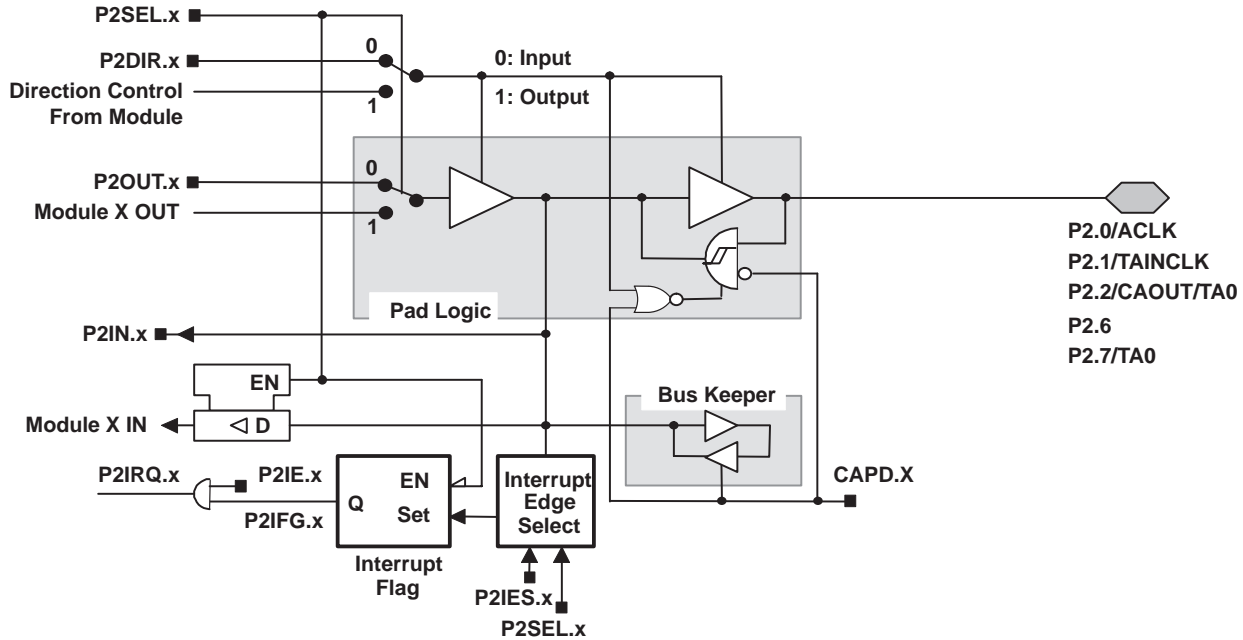 P2SEL.x
P2DIR.x
0
0: Input
Direction Control
From Module
1
1: Output
P2OUT.x
0
Module X OUT
1
P2.0/ACLK
P2.1/TAINCLK
P2.2/CAOUT/TA0
P2.6
P2.7/TA0
Pad Logic
P2IN.x
EN
Bus Keeper
Module X IN
D
P2IRQ.x
P2IE.x
P2IFG.x
Q
EN
Set
Interrupt
Edge
Select
CAPD.X
Interrupt
Flag
P2IES.x
P2SEL.x